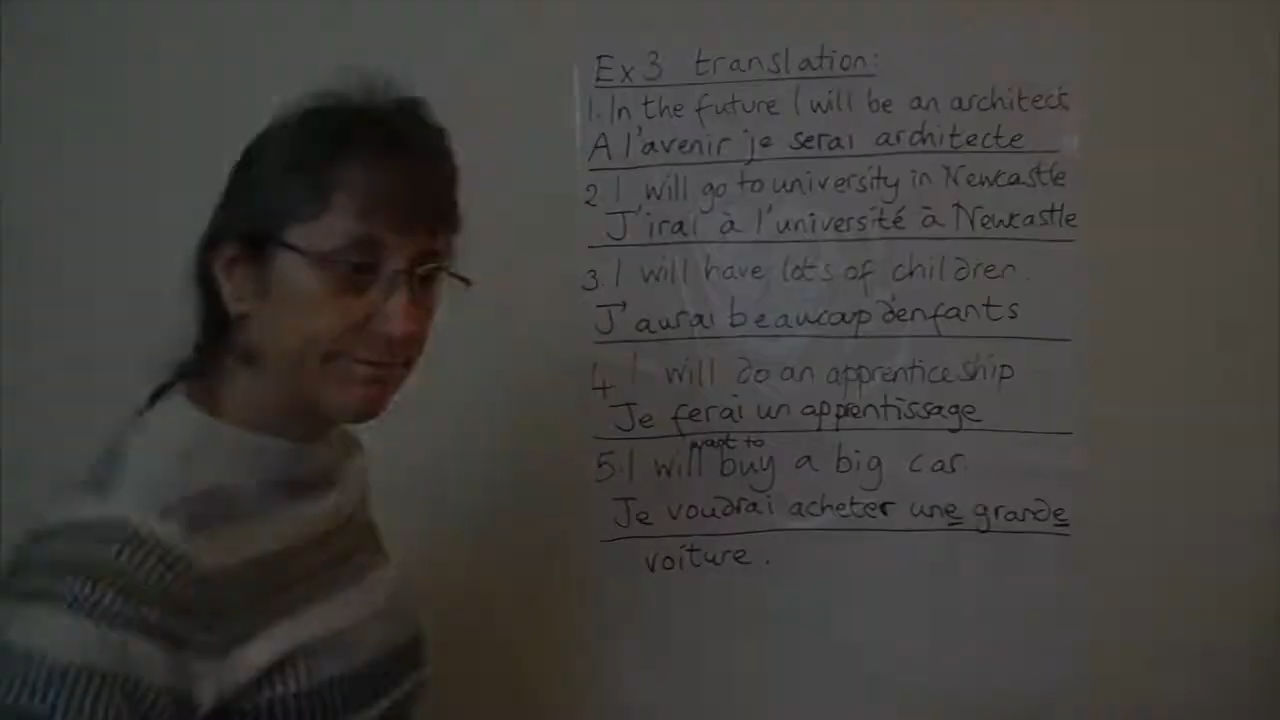 Ex 3 translation:
1. In the future I will be an architect
A l'avenir je serai architecte
2. I will go to university in Newcastle
J'irai à l'université à Newcastle
3. I will have lots of children.
J'aurai beaucoup d'enfants
4 I will do an apprenticeship
Je ferai un apprentissage
want to
5. I will buy a big car.
Je voudrai acheter une grande
voiture.